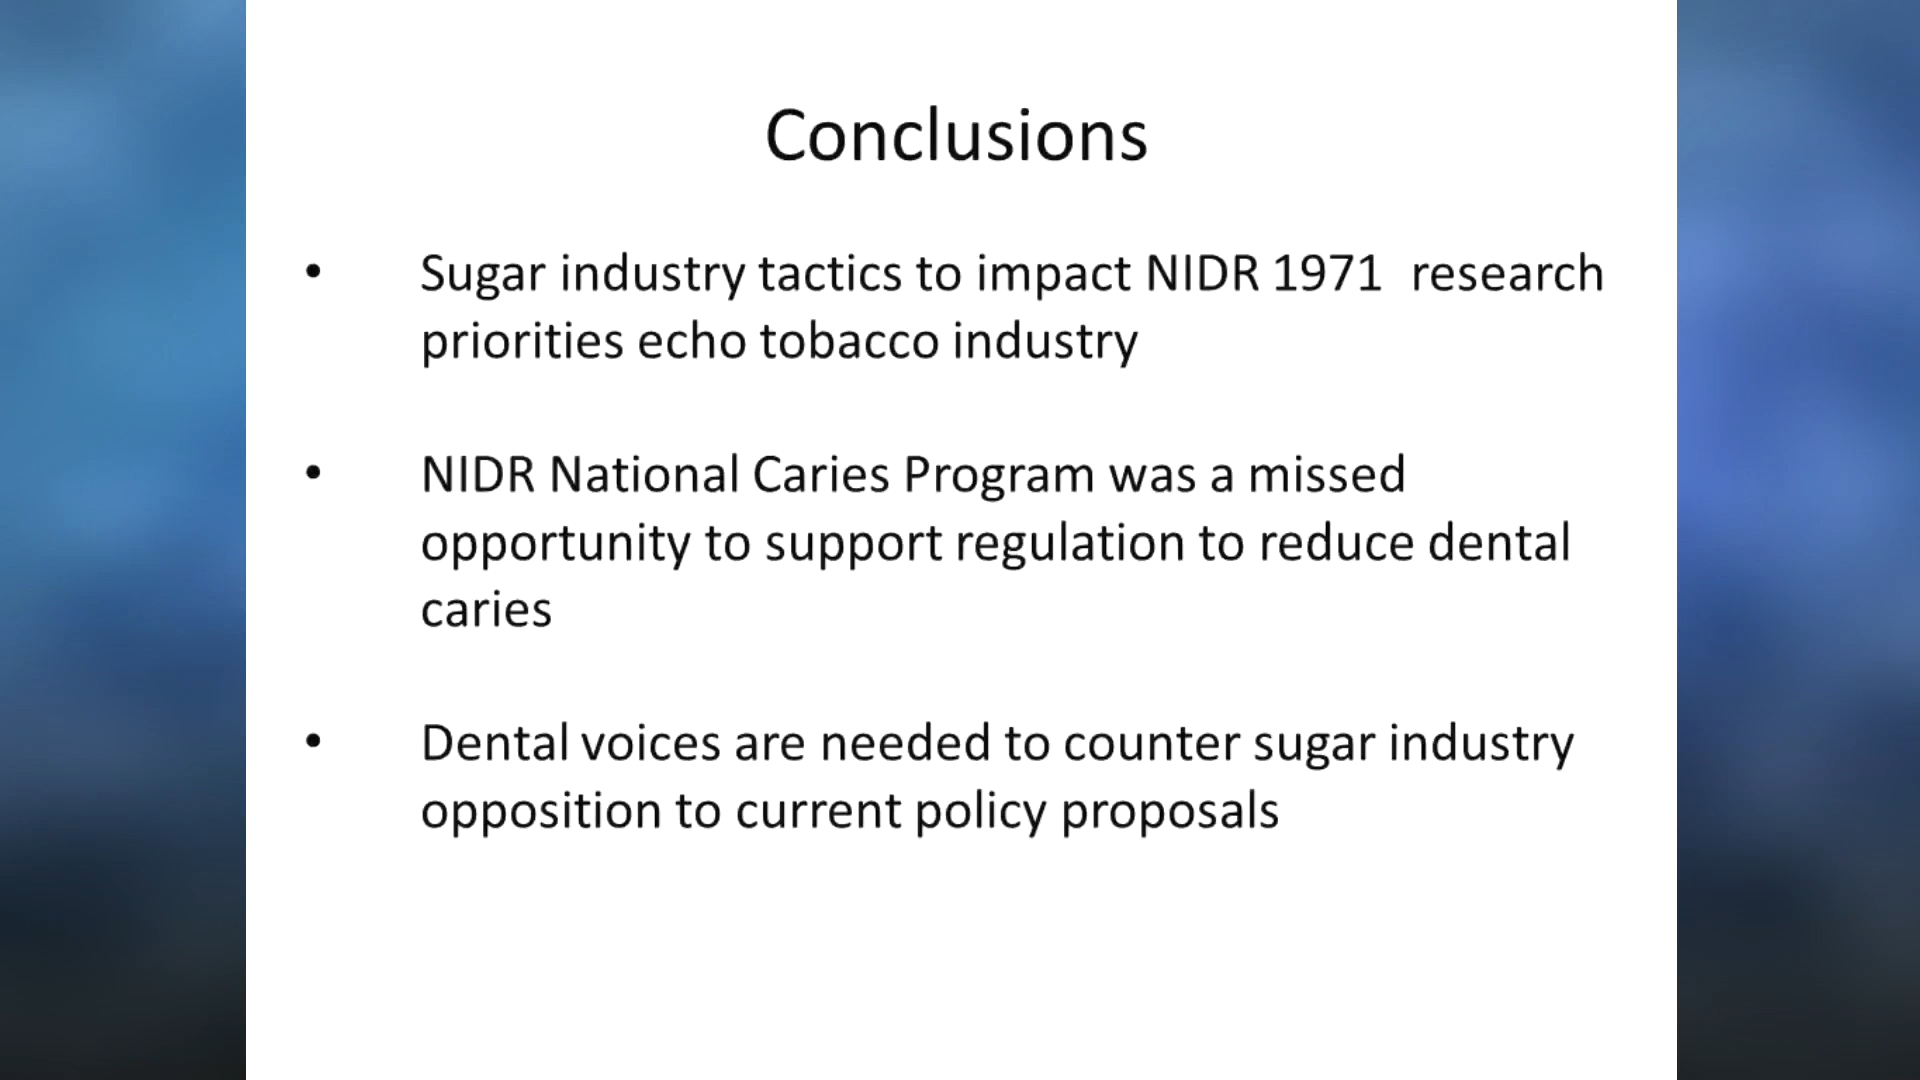 Conclusions
• Sugar industry tactics to impact NIDR 1971  research
priorities echo tobacco industry
• NIDR National Caries Program was a missed
opportunity to support regulation to reduce dental
caries
• Dental voices are needed to counter sugar industry
opposition to current policy proposals